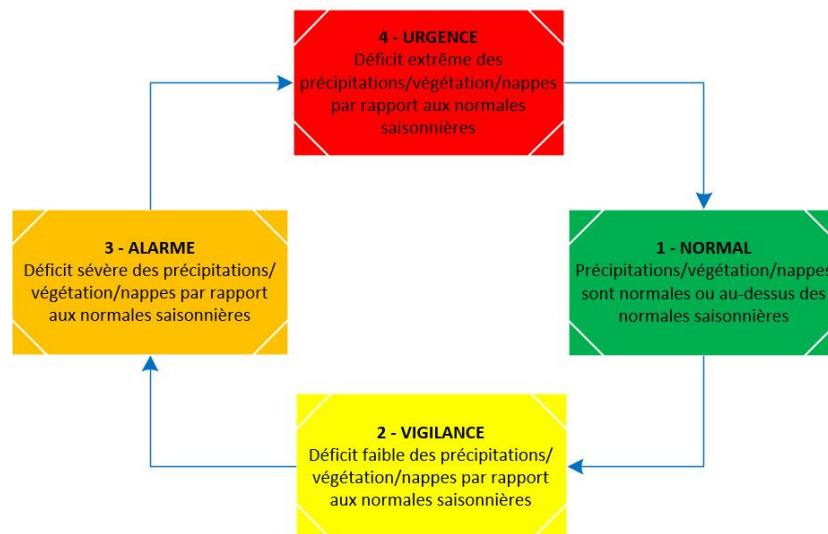 4 - URGENCE
Déficit extrême des
précipitations/végétation/nappes
par rapport aux normales
saisonnières
3 - ALARME
Déficit sévère des précipitations/
végétation/nappes par rapport
aux normales saisonnières
1 - NORMAL
Précipitations/végétation/nappes
sont normales ou au-dessus des
normales saisonnières
2 - VIGILANCE
Déficit faible des précipitations/
végétation/nappes par rapport
aux normales saisonnières